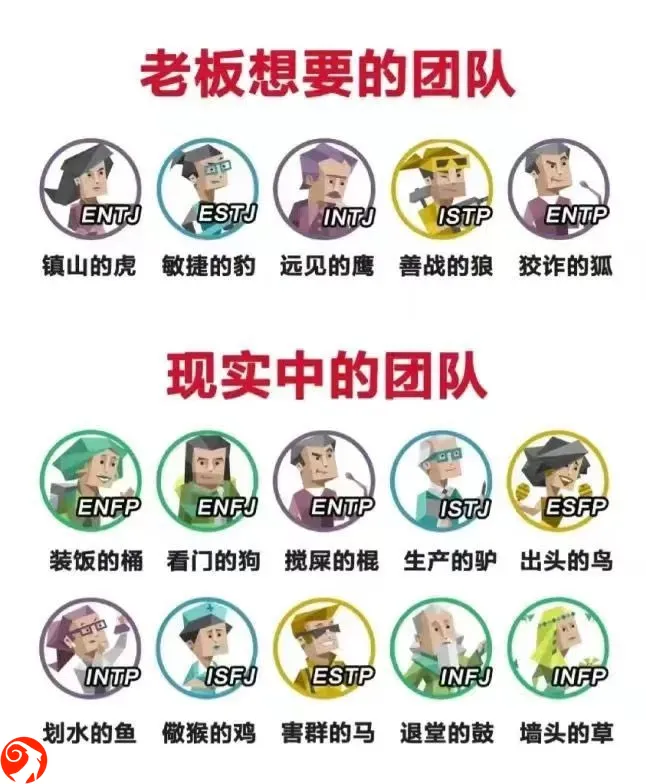 老板想要的团队
ENTJ ESTJ INTJ ISTP ENTP
镇山的虎 敏捷的豹 远见的鹰 善战的狼 狡诈的狐
现实中的团队
ENFP ENFJ ENTP ISTJ ESFP
装饭的桶 看门的狗 搅屎的棍 生产的驴 出头的鸟
INTP ISFJ ESTP INFJ INFP
划水的鱼 儆猴的鸡 害群的马 退堂的鼓 墙头的草